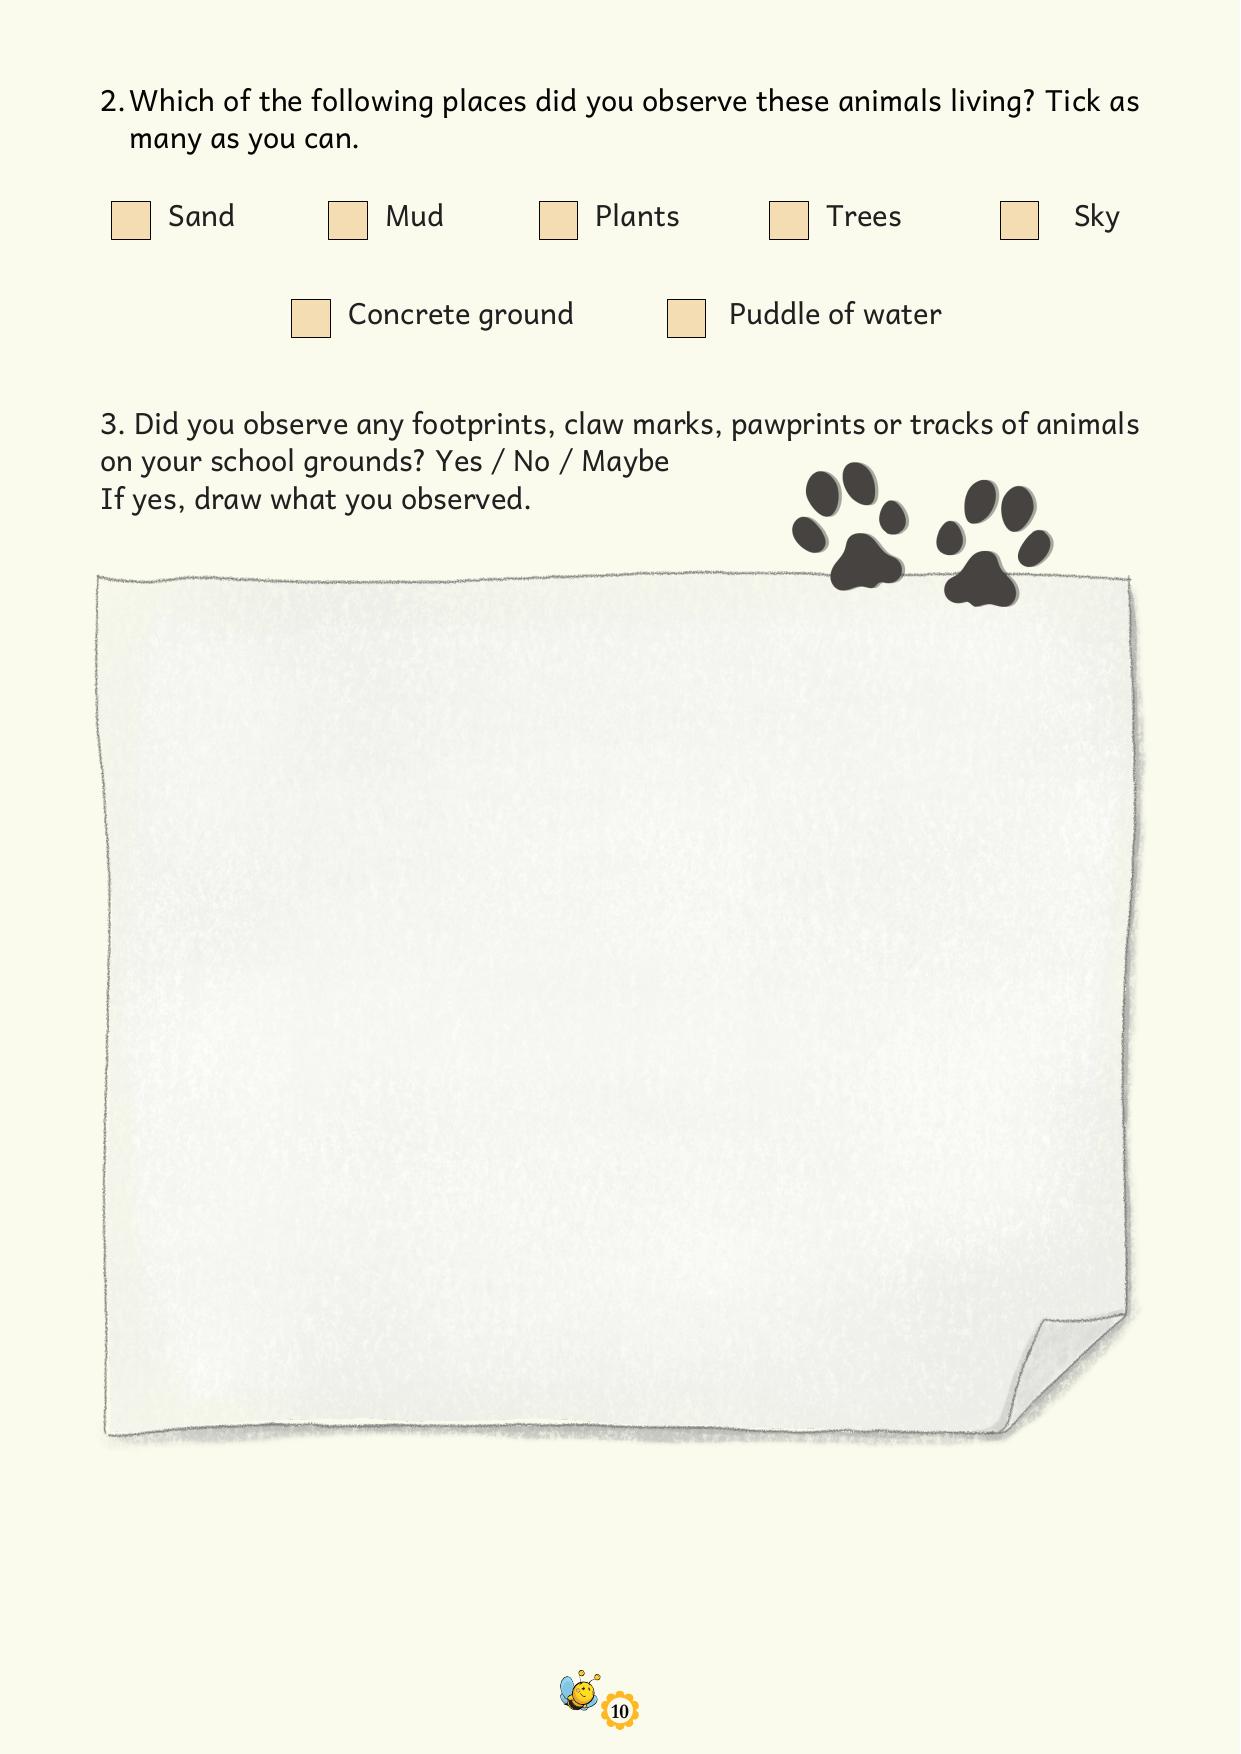 2. Which of the following places did you observe these animals living? Tick as
many as you can.
Sand Mud Plants Trees Sky
Concrete ground Puddle of water
3. Did you observe any footprints, claw marks, pawprints or tracks of animals
on your school grounds? Yes / No / Maybe
If yes, draw what you observed.
10